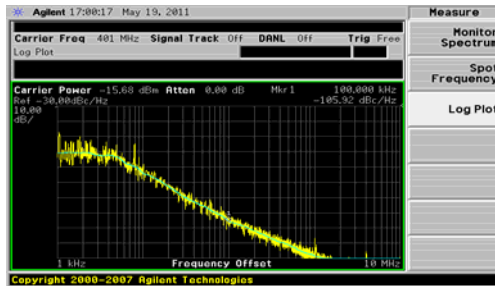 Agilent 17:00:17 May 19, 2011
Measure
Carrier Freq 401 MHz Signal Track Off DANL Off Trig Free
Log Plot
Monitor
Spectrum
Spot
Frequency
Log Plot
Carrier Power -15.68 dBm Atten 0.00 dB Mkr1 100.000 kHz
Ref -30.00dBc/Hz -105.92 dBc/Hz
10.00
dB/
1 kHz Frequency Offset 10 MHz
Copyright 2000-2007 Agilent Technologies